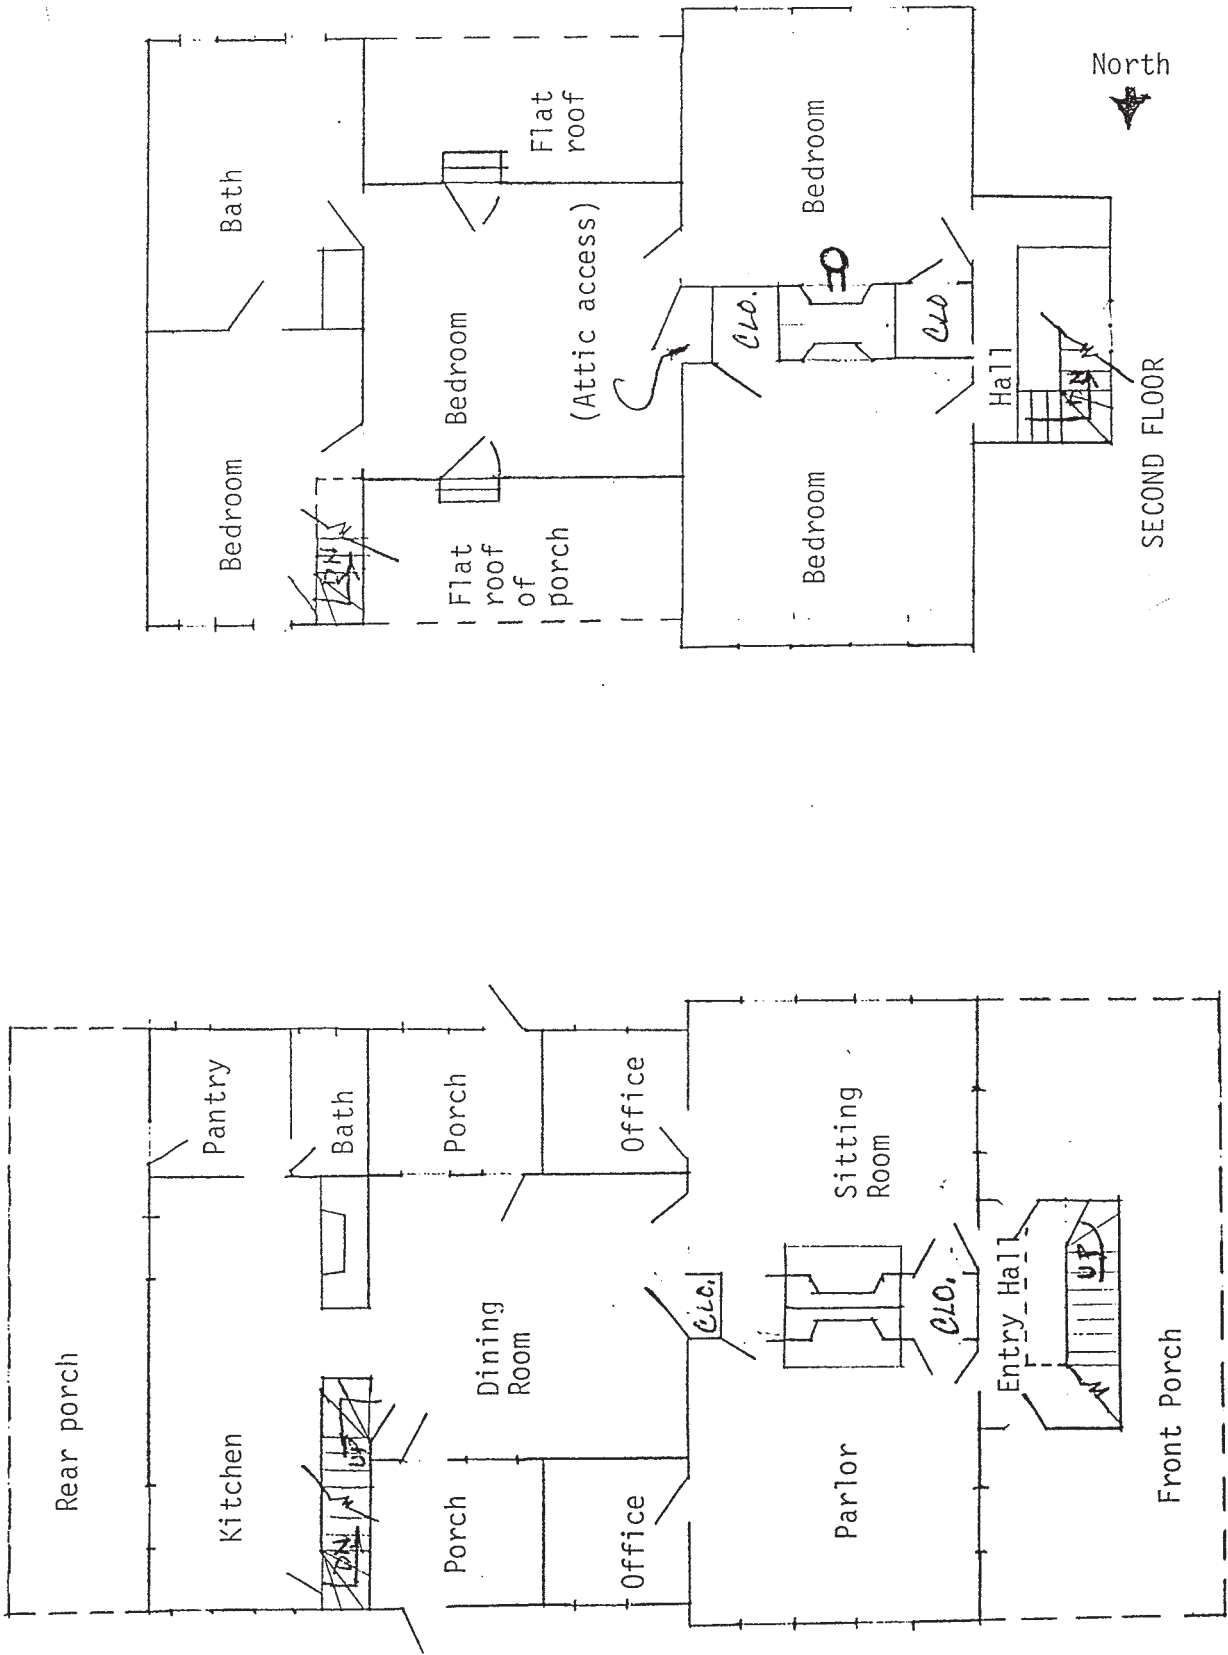 Rear porch
Kitchen
Pantry
Bath
DN
UP
Porch
Dining
Room
Porch
Office
Office
CLO.
Parlor
Sitting
Room
CLO.
Entry Hall
UP
Front Porch
Bedroom
Bath
DN
Flat
roof
of
porch
Bedroom
Flat
roof
(Attic access)
CLO.
Bedroom
Bedroom
CLO
Hall
DN
SECOND FLOOR
North